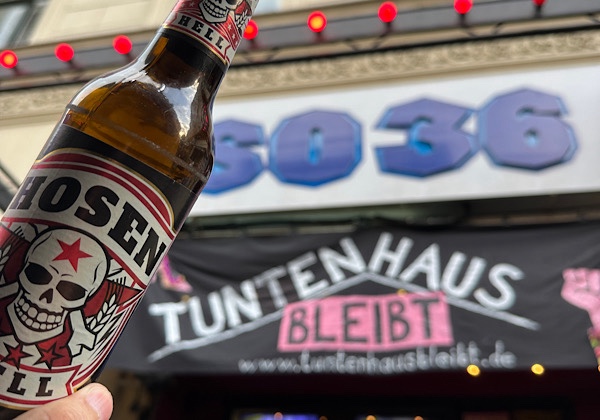 HELL
HOSEN
HELL
SO36
TUNTENHAUS
BLEIBT
www.tuntenhausbleibt.de